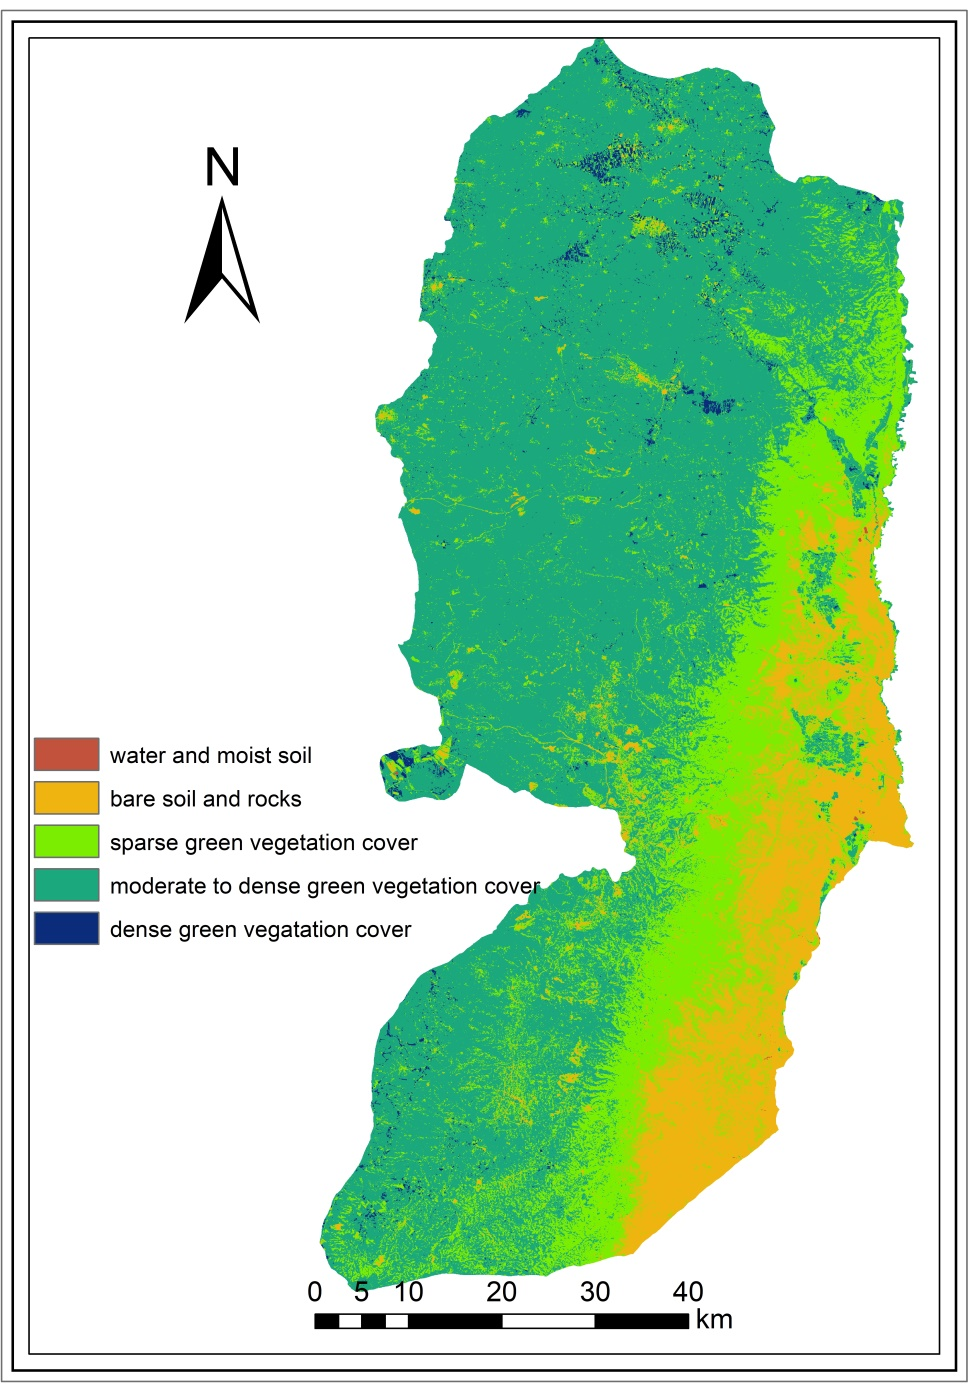 N
water and moist soil
bare soil and rocks
sparse green vegetation cover
moderate to dense green vegetation cover
dense green vegatation cover
0 5 10 20 30 40
km